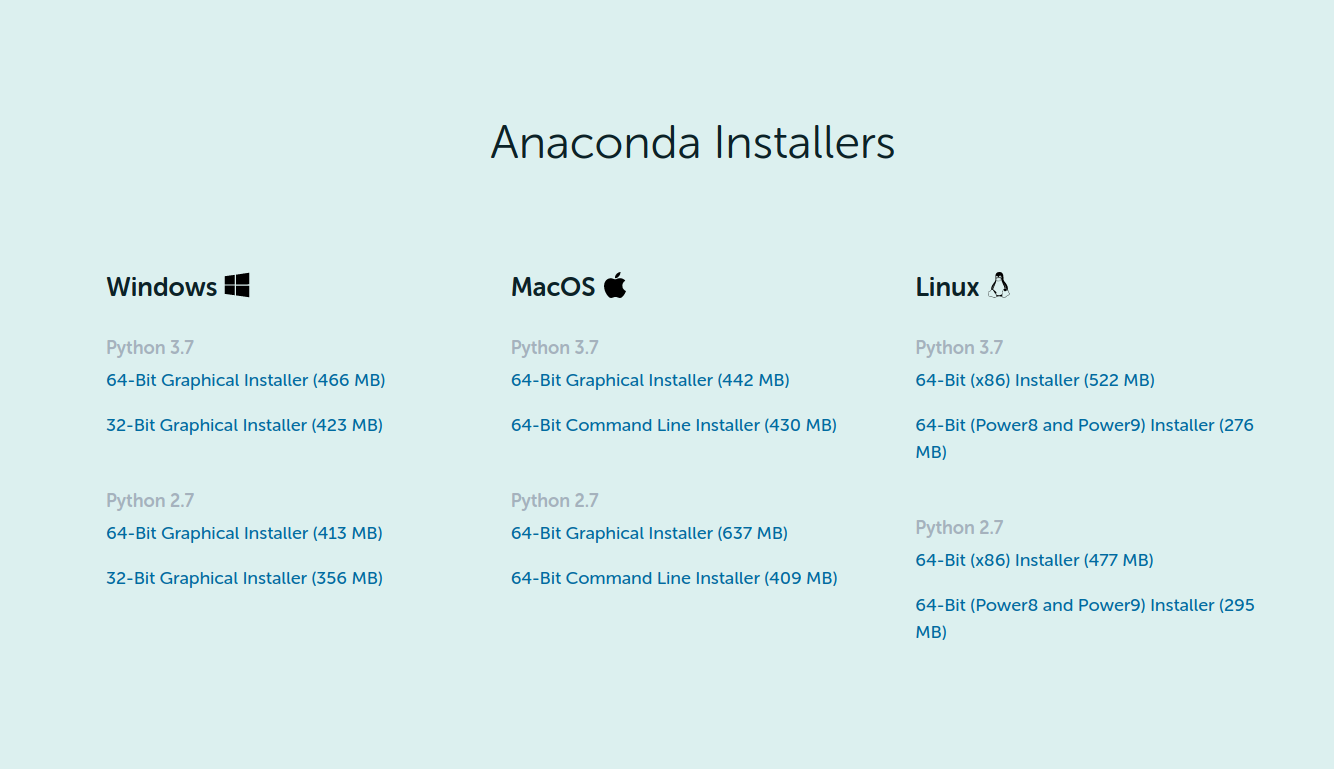 Anaconda Installers
Windows
Python 3.7
64-Bit Graphical Installer (466 MB)
32-Bit Graphical Installer (423 MB)
Python 2.7
64-Bit Graphical Installer (413 MB)
32-Bit Graphical Installer (356 MB)
MacOS
Python 3.7
64-Bit Graphical Installer (442 MB)
64-Bit Command Line Installer (430 MB)
Python 2.7
64-Bit Graphical Installer (637 MB)
64-Bit Command Line Installer (409 MB)
Linux
Python 3.7
64-Bit (x86) Installer (522 MB)
64-Bit (Power8 and Power9) Installer (276
MB)
Python 2.7
64-Bit (x86) Installer (477 MB)
64-Bit (Power8 and Power9) Installer (295
MB)